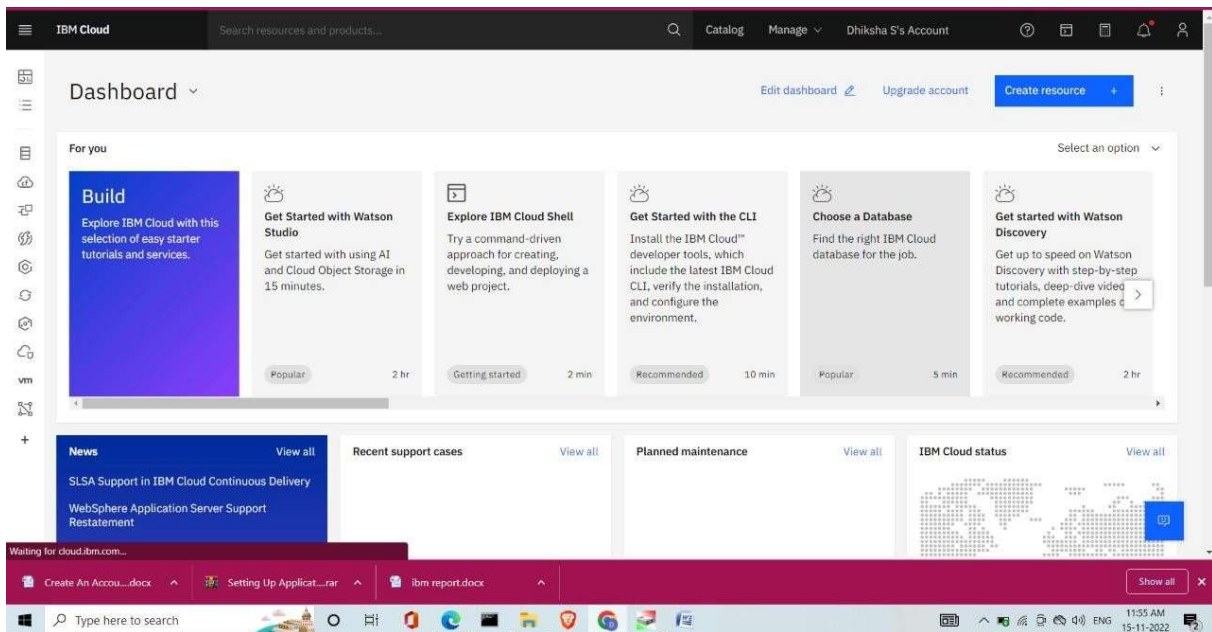 IBM Cloud
Search resources and products...
Catalog
Manage
Dhiksha S's Account
Dashboard
Edit dashboard
Upgrade account
Create resource +
For you
Select an option
Build
Explore IBM Cloud with this
selection of easy starter
tutorials and services.
Get Started with Watson
Studio
Get started with using AI
and Cloud Object Storage in
15 minutes.
Popular
2 hr
Explore IBM Cloud Shell
Try a command-driven
approach for creating,
developing, and deploying a
web project.
Getting started
2 min
Get Started with the CLI
Install the IBM Cloud™
developer tools, which
include the latest IBM Cloud
CLI, verify the installation,
and configure the
environment.
Recommended
10 min
Choose a Database
Find the right IBM Cloud
database for the job.
Popular
5 min
Get started with Watson
Discovery
Get up to speed on Watson
Discovery with step-by-step
tutorials, deep-dive video
and complete examples
working code.
Recommended
2 hr
vm
News
View all
SLSA Support in IBM Cloud Continuous Delivery
WebSphere Application Server Support
Restatement
Recent support cases
View all
Planned maintenance
View all
IBM Cloud status
View all
Waiting for cloud.ibm.com...
Create An Accou....docx
Setting Up Applicat....rar
ibm report.docx
Show all
Type here to search
ENG
11:55 AM
15-11-2022